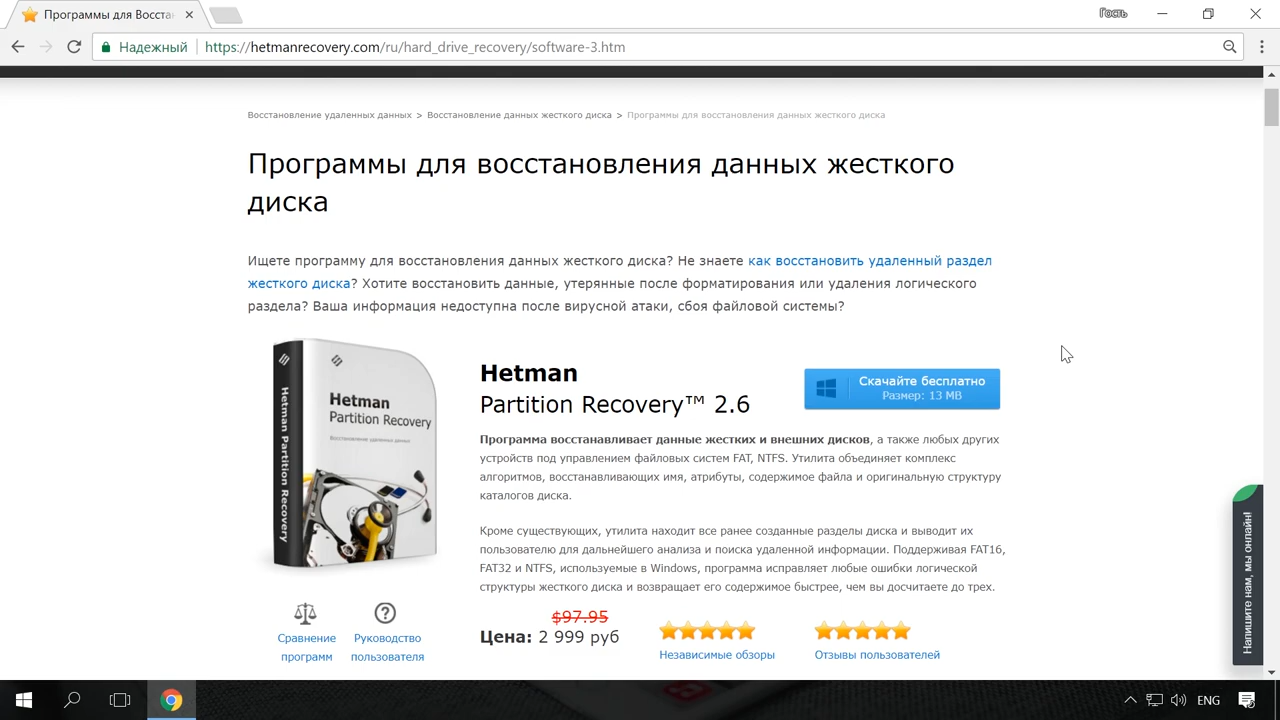 Программы для Восста
Гость
Надежный
https://hetmanrecovery.com/ru/hard_drive_recovery/software-3.htm
Восстановление удаленных данных > Восстановление данных жесткого диска > Программы для восстановления данных жесткого диска
Программы для восстановления данных жесткого
диска
Ищете программу для восстановления данных жесткого диска? Не знаете как восстановить удаленный раздел
жесткого диска? Хотите восстановить данные, утерянные после форматирования или удаления логического
раздела? Ваша информация недоступна после вирусной атаки, сбоя файловой системы?
Hetman
Partition Recovery
Восстановление удаленных данных
Hetman Partition Recovery
Hetman
Partition Recovery™ 2.6
Скачайте бесплатно
Размер: 13 MB
Программа восстанавливает данные жестких и внешних дисков, а также любых других
устройств под управлением файловых систем FAT, NTFS. Утилита объединяет комплекс
алгоритмов, восстанавливающих имя, атрибуты, содержимое файла и оригинальную структуру
каталогов диска.
Кроме существующих, утилита находит все ранее созданные разделы диска и выводит их
пользователю для дальнейшего анализа и поиска удаленной информации. Поддерживая FAT16,
FAT32 и NTFS, используемые в Windows, программа исправляет любые ошибки логической
структуры жесткого диска и возвращает его содержимое быстрее, чем вы досчитаете до трех.
$97.95
Цена: 2 999 руб
Независимые обзоры
Отзывы пользователей
Сравнение
программ
Руководство
пользователя
Напишите нам, мы онлайн!
ENG